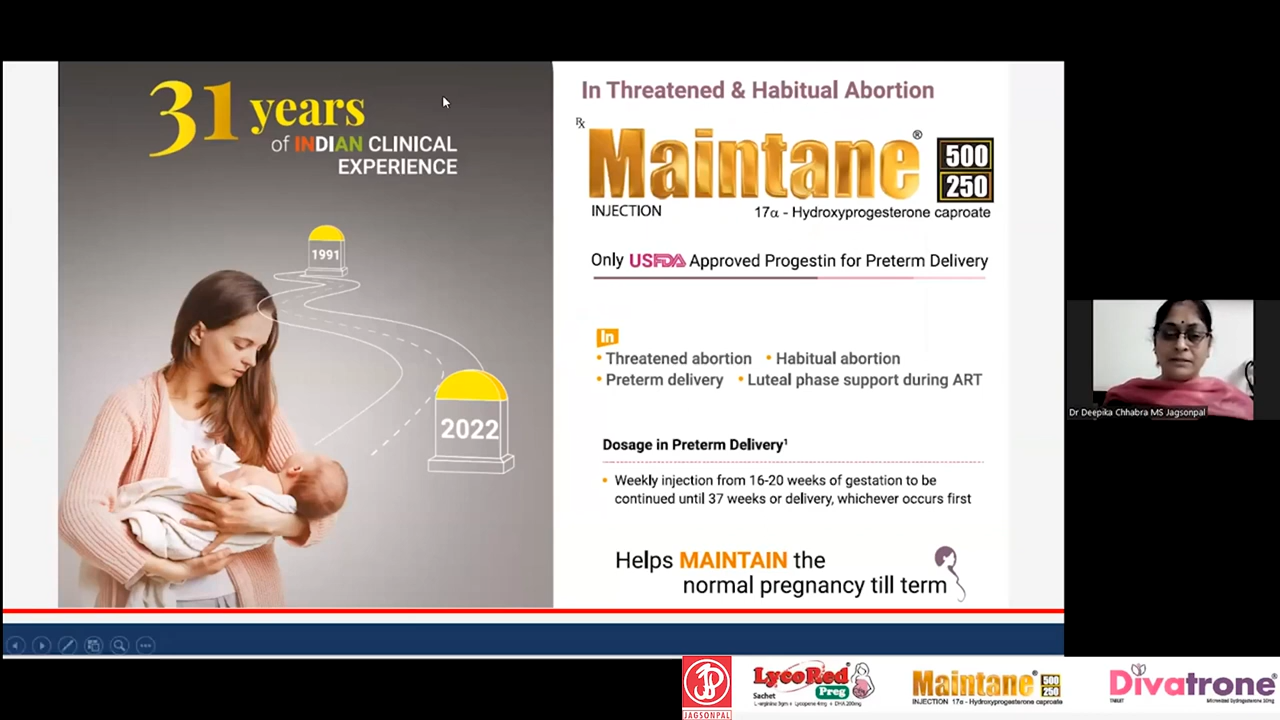 31 years
of INDIAN CLINICAL
EXPERIENCE
1991
2022
In Threatened & Habitual Abortion
Rx
Maintane® 500
250
INJECTION 17α - Hydroxyprogesterone caproate
Only USFDA Approved Progestin for Preterm Delivery
In
• Threatened abortion • Habitual abortion
• Preterm delivery • Luteal phase support during ART
Dosage in Preterm Delivery¹
• Weekly injection from 16-20 weeks of gestation to be
continued until 37 weeks or delivery, whichever occurs first
Helps MAINTAIN the
normal pregnancy till term
Dr Deepika Chhabra MS Jagsonpal
JAGSONPAL
LycoRed®
Preg
Sachet
L-arginine 3gm + Lycopene 4mg + DHA 200mg
Maintane® 500
250
INJECTION 17α - Hydroxyprogesterone caproate
Divatrone®
TABLET